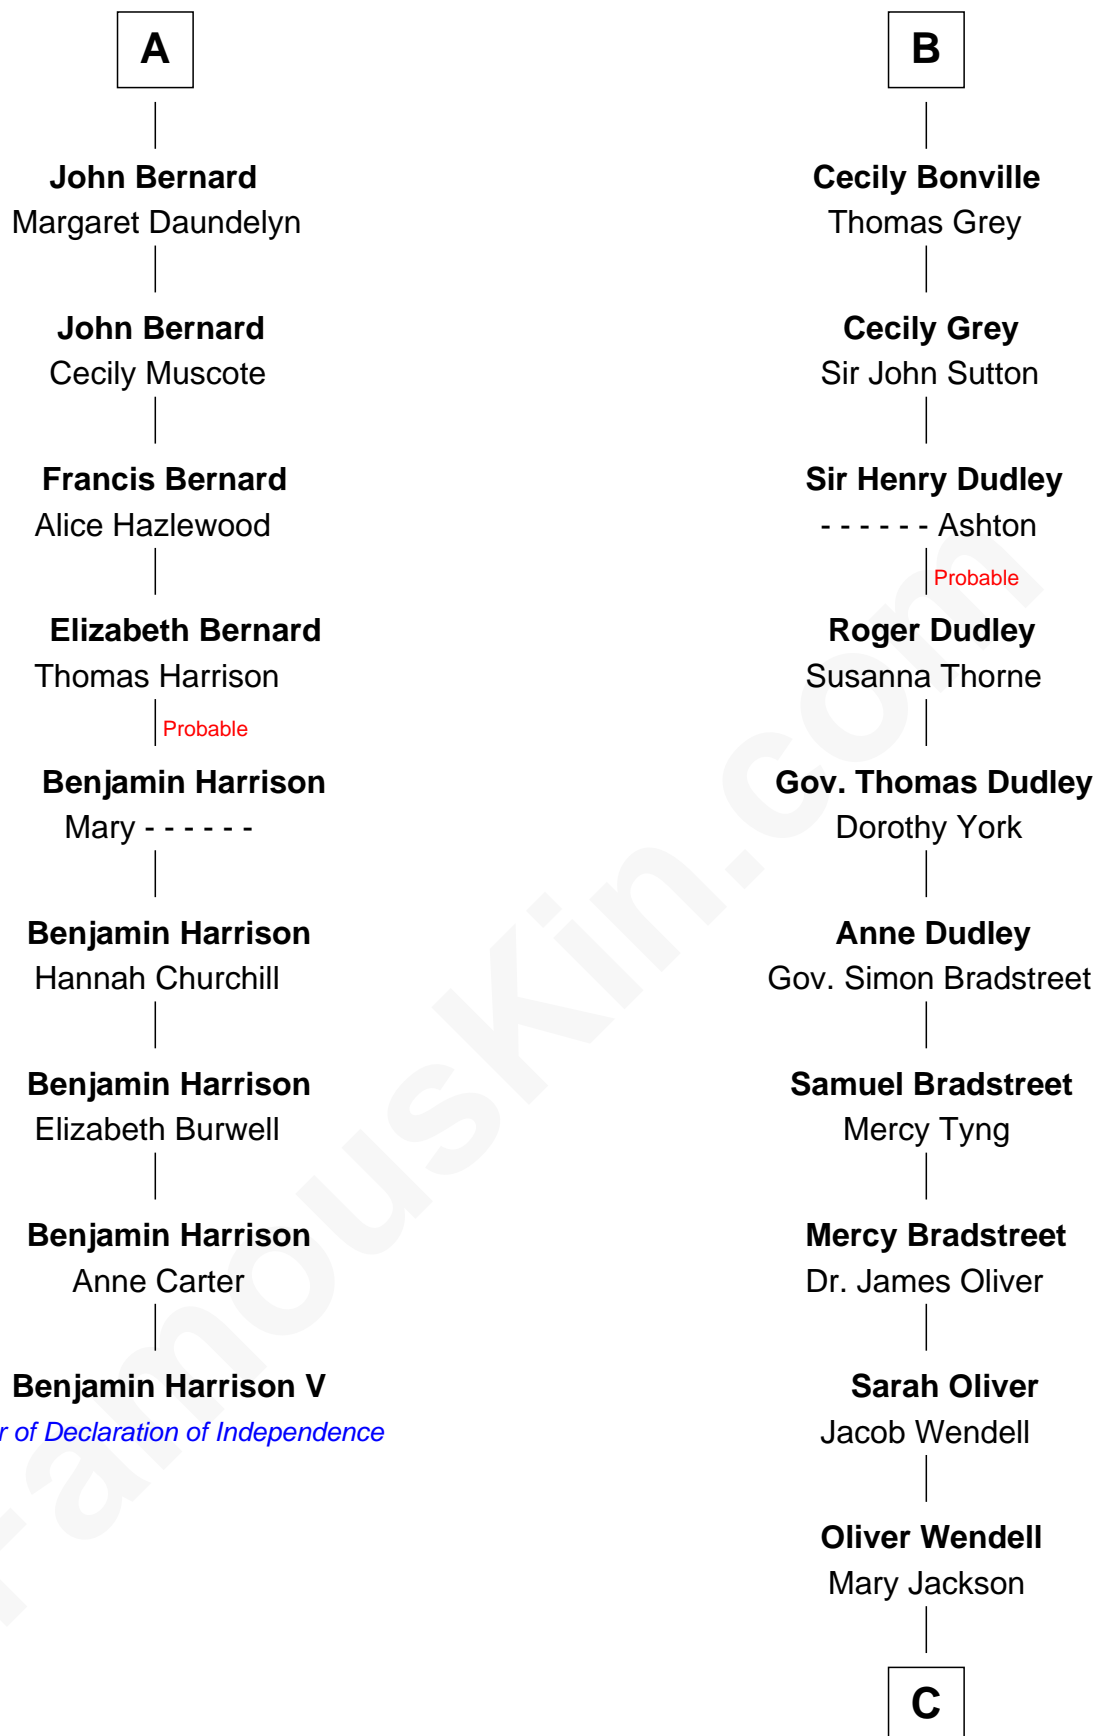 A
John Bernard
Margaret Daundelyn
John Bernard
Cecily Muscote
Francis Bernard
Alice Hazlewood
Elizabeth Bernard
Thomas Harrison
Probable
Benjamin Harrison
Mary - - - - - -
Benjamin Harrison
Hannah Churchill
Benjamin Harrison
Elizabeth Burwell
Benjamin Harrison
Anne Carter
Benjamin Harrison V
of Declaration of Independence
B
Cecily Bonville
Thomas Grey
Cecily Grey
Sir John Sutton
Sir Henry Dudley
- - - - - - Ashton
Probable
Roger Dudley
Susanna Thorne
Gov. Thomas Dudley
Dorothy York
Anne Dudley
Gov. Simon Bradstreet
Samuel Bradstreet
Mercy Tyng
Mercy Bradstreet
Dr. James Oliver
Sarah Oliver
Jacob Wendell
Oliver Wendell
Mary Jackson
C
FamousKin.com